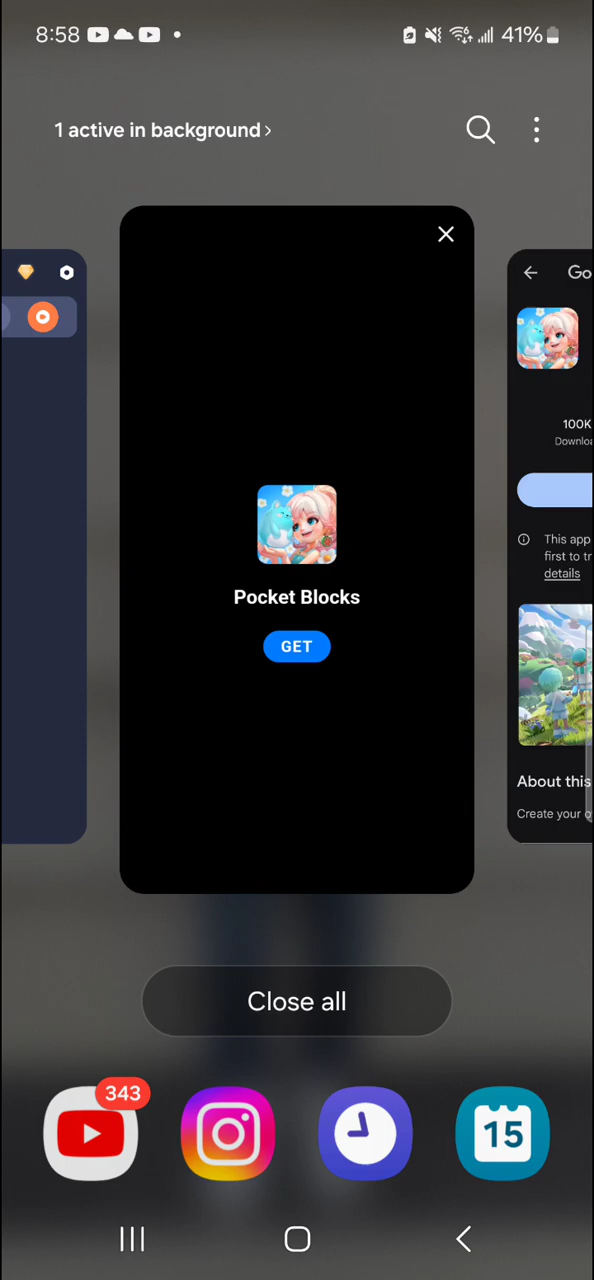 8:58
41%
1 active in background >
Go
100K
This app
first to tr
details
Pocket Blocks
GET
About this
Create your o
Close all
343
15